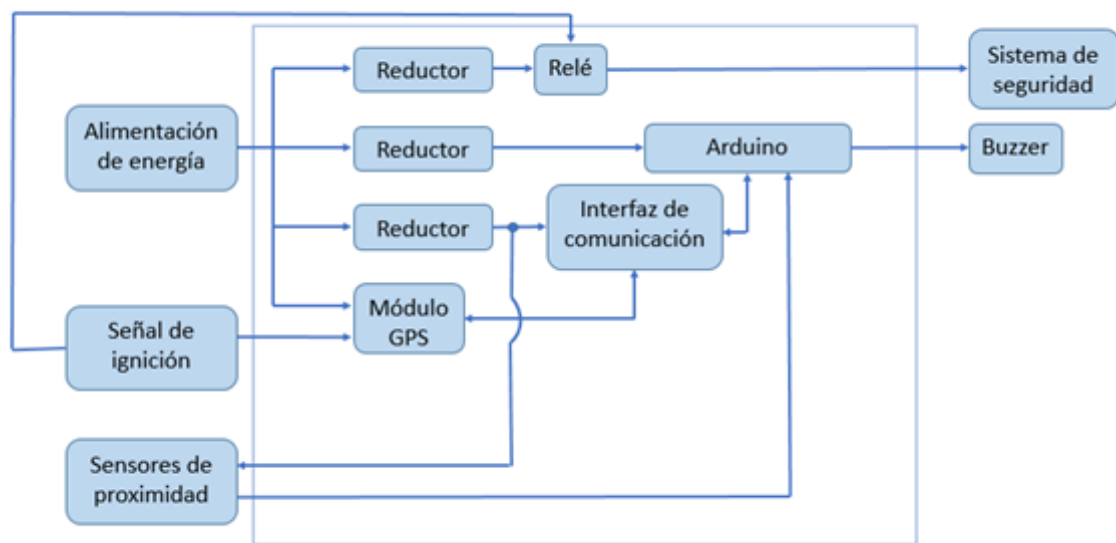 Reductor
Relé
Sistema de
seguridad
Alimentación
de energía
Reductor
Arduino
Buzzer
Reductor
Interfaz de
comunicación
Módulo
GPS
Señal de
ignición
Sensores de
proximidad